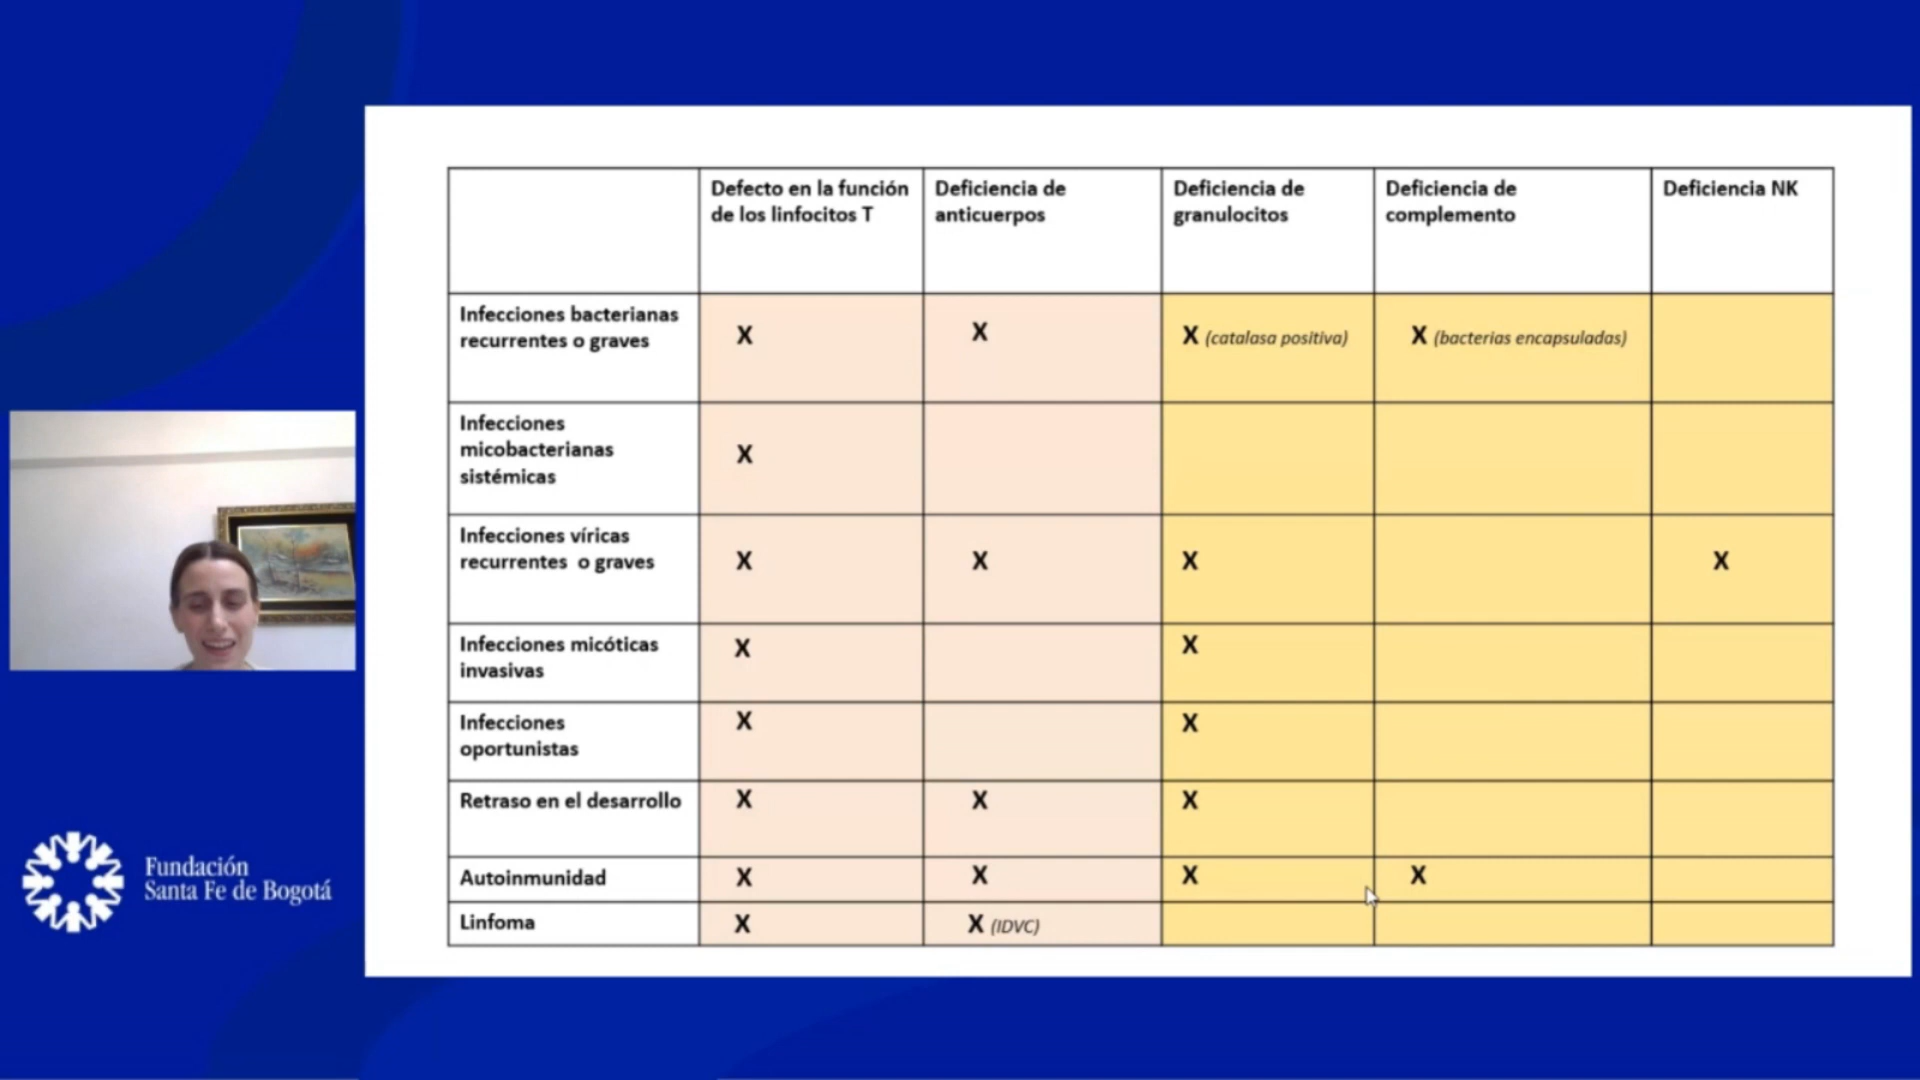 Defecto en la función
de los linfocitos T
Deficiencia de
anticuerpos
Deficiencia de
granulocitos
Deficiencia de
complemento
Deficiencia NK
Infecciones bacterianas
recurrentes o graves
X
X
X (catalasa positiva)
X (bacterias encapsuladas)
Infecciones
micobacterianas
sistémicas
X
Infecciones víricas
recurrentes o graves
X
X
X
X
Infecciones micóticas
invasivas
X
X
Infecciones
oportunistas
X
X
Retraso en el desarrollo
X
X
X
Autoinmunidad
X
X
X
X
Linfoma
X
X (IDVC)
Fundación
Santa Fe de Bogotá